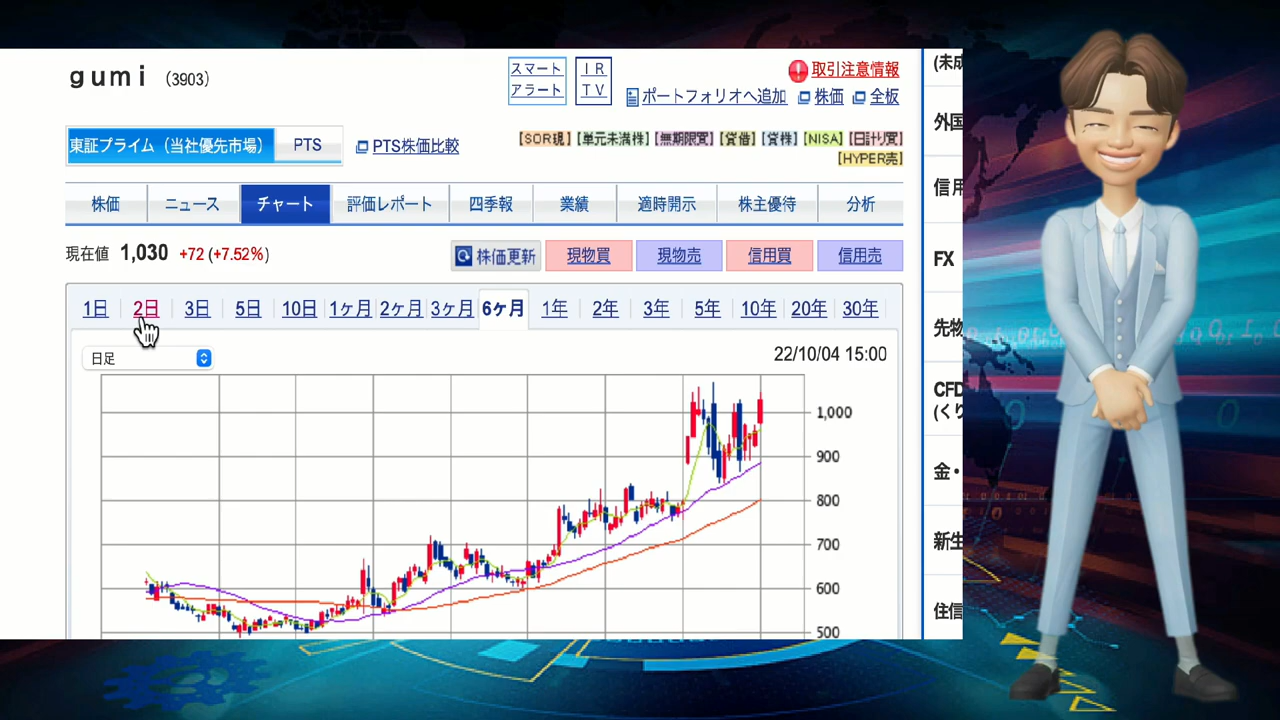 gumi (3903)
スマート
アラート
IR
TV
取引注意情報
ポートフォリオへ追加 株価 全板
東証プライム（当社優先市場） PTS PTS株価比較
[SOR現] [単元未満株] [無期限売] [貸借] [貸株] [NISA] [日計り売]
[HYPER売]
株価 ニュース チャート 評価レポート 四季報 業績 適時開示 株主優待 分析
現在値 1,030 +72 (+7.52%) 株価更新 現物買 現物売 信用買 信用売
1日 2日 3日 5日 10日 1ヶ月 2ヶ月 3ヶ月 6ヶ月 1年 2年 3年 5年 10年 20年 30年
日足
22/10/04 15:00
1,000
900
800
700
600
500
(未成
外国
信用
FX
先物
CFD
(くり
金・
新生
住信